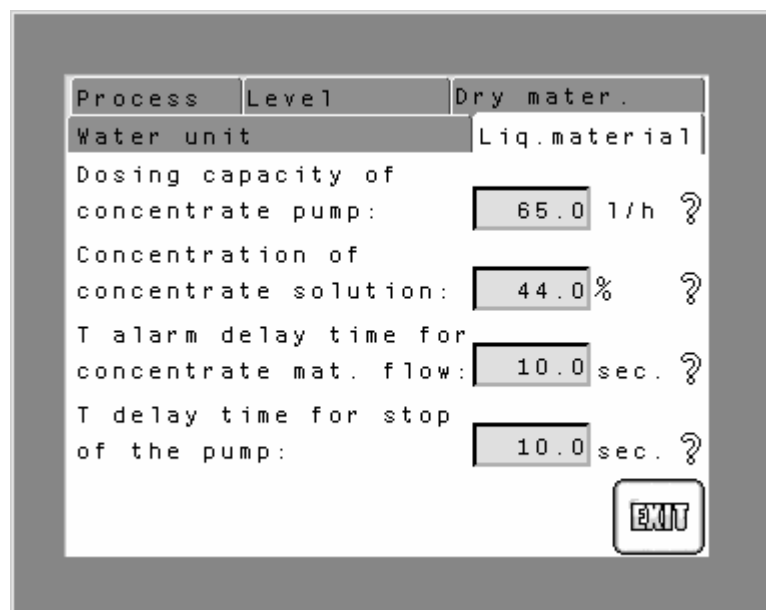 Process Level Dry mater.
Water unit Liq.material
Dosing capacity of
concentrate pump: 65.0 l/h ?
Concentration of
concentrate solution: 44.0 % ?
T alarm delay time for
concentrate mat. flow: 10.0 sec. ?
T delay time for stop
of the pump: 10.0 sec. ?
EXIT